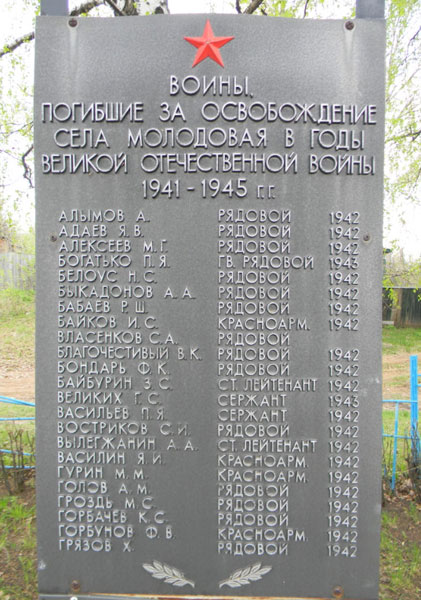 ВОИНЫ,
ПОГИБШИЕ ЗА ОСВОБОЖДЕНИЕ
СЕЛА МОЛОДОВАЯ В ГОДЫ
ВЕЛИКОЙ ОТЕЧЕСТВЕННОЙ ВОЙНЫ
1941-1945 г.г.
АЛЫМОВ А. РЯДОВОЙ 1942
АДАЕВ Я.В. РЯДОВОЙ 1942
АЛЕКСЕЕВ М.Г. РЯДОВОЙ 1942
БОГАТЬКО П.Я. ГВ. РЯДОВОЙ 1943
БЕЛОУС Н.С. РЯДОВОЙ 1942
БЫКАДОНОВ А.А. РЯДОВОЙ 1942
БАБАЕВ Р.Ш. РЯДОВОЙ 1942
БАЙКОВ И.С. КРАСНОАРМ. 1942
ВЛАСЕНКОВ С.А. РЯДОВОЙ
БЛАГОЧЕСТИВЫЙ В.К. РЯДОВОЙ 1942
БОНДАРЬ Ф.К. РЯДОВОЙ 1942
БАЙБУРИН З.С. СТ. ЛЕЙТЕНАНТ 1942
ВЕЛИКИХ Г.С. СЕРЖАНТ 1943
ВАСИЛЬЕВ П.Я. СЕРЖАНТ 1942
ВОСТРИКОВ С.И. РЯДОВОЙ 1942
ВЫЛЕГЖАНИН А.А. СТ. ЛЕЙТЕНАНТ 1942
ВАСИЛИН Я.И. КРАСНОАРМ. 1942
ГУРИН М.М. КРАСНОАРМ. 1942
ГОЛОВ А.М. РЯДОВОЙ 1942
ГРОЗДЬ М.С. РЯДОВОЙ 1942
ГОРБАЧЕВ К.С. РЯДОВОЙ 1942
ГОРБУНОВ Ф.В КРАСНОАРМ. 1942
ГРЯЗОВ Х. РЯДОВОЙ 1942